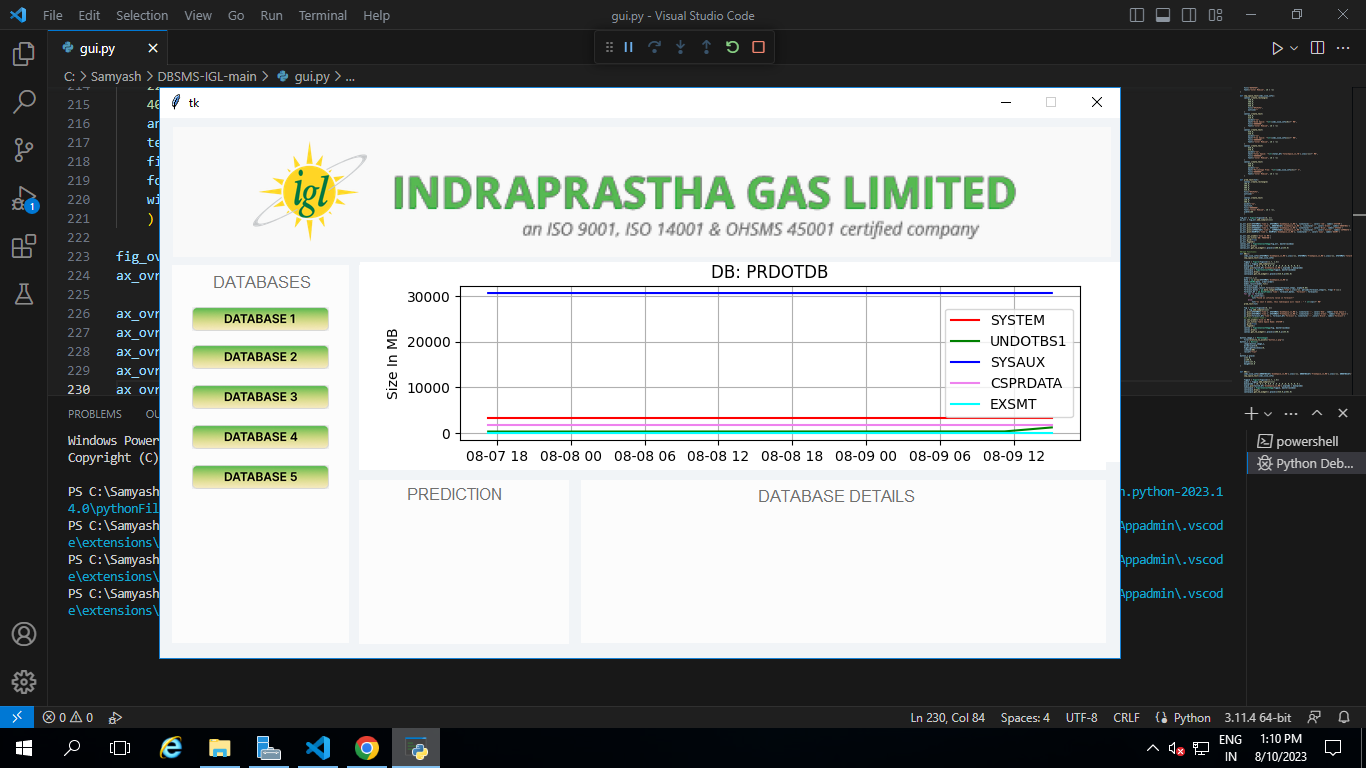 File Edit Selection View Go Run Terminal Help
gui.py - Visual Studio Code
gui.py
C: > Samyash > DBSMS-IGL-main > gui.py > ...
214
215 40
216 ar
217 te
218 fi
219 fo
220 wi
221 )
222
223 fig_ov
224 ax_ovr
225
226 ax_ovr
227 ax_ovr
228 ax_ovr
229 ax_ovr
230 ax_ovr
tk
igl
INDRAPRASTHA GAS LIMITED
an ISO 9001, ISO 14001 & OHSMS 45001 certified company
DATABASES
DATABASE 1
DATABASE 2
DATABASE 3
DATABASE 4
DATABASE 5
DB: PRDOTDB
Size In MB
30000
20000
10000
0
SYSTEM
UNDOTBS1
SYSAUX
CSPRDATA
EXSMT
08-07 18 08-08 00 08-08 06 08-08 12 08-08 18 08-09 00 08-09 06 08-09 12
PREDICTION
DATABASE DETAILS
PROBLEMS OU
Windows Power
Copyright (C)
PS C:\Samyash n.python-2023.1
4.0\pythonFil
PS C:\Samyash Appadmin\.vscod
e\extensions\
PS C:\Samyash Appadmin\.vscod
e\extensions\
PS C:\Samyash Appadmin\.vscod
e\extensions\
powershell
Python Deb...
1
0 0
Ln 230, Col 84 Spaces: 4 UTF-8 CRLF Python 3.11.4 64-bit
ENG
IN
1:10 PM
8/10/2023